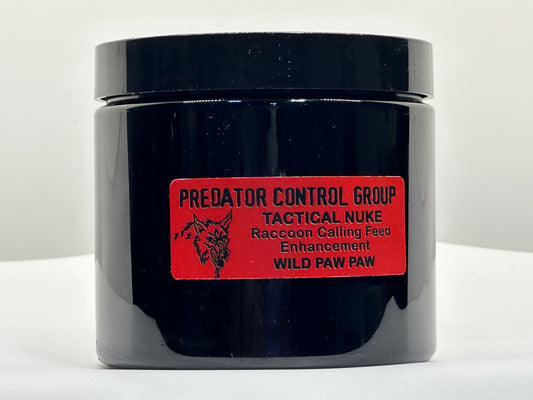 PREDATOR CONTROL GROUP
TACTICAL NUKE
Raccoon Calling Feed
Enhancement
WILD PAW PAW